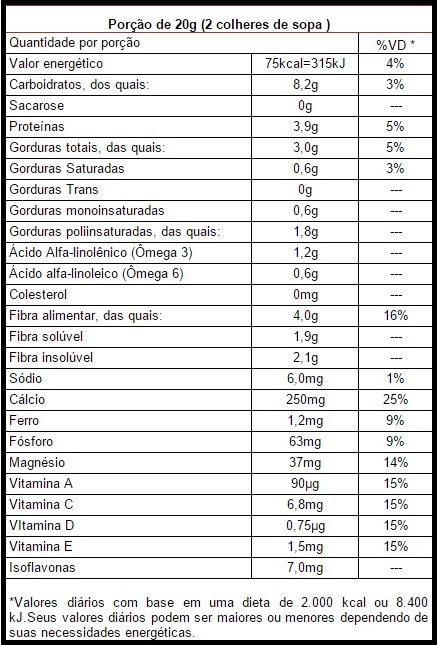 Porção de 20g (2 colheres de sopa )
Quantidade por porção %VD *
Valor energético 75kcal=315kJ 4%
Carboidratos, dos quais: 8,2g 3%
Sacarose 0g ---
Proteínas 3,9g 5%
Gorduras totais, das quais: 3,0g 5%
Gorduras Saturadas 0,6g 3%
Gorduras Trans 0g ---
Gorduras monoinsaturadas 0,6g ---
Gorduras poliinsaturadas, das quais: 1,8g ---
Ácido Alfa-linolênico (Ômega 3) 1,2g ---
Ácido alfa-linoleico (Ômega 6) 0,6g ---
Colesterol 0mg ---
Fibra alimentar, das quais: 4,0g 16%
Fibra solúvel 1,9g ---
Fibra insolúvel 2,1g ---
Sódio 6,0mg 1%
Cálcio 250mg 25%
Ferro 1,2mg 9%
Fósforo 63mg 9%
Magnésio 37mg 14%
Vitamina A 90µg 15%
Vitamina C 6,8mg 15%
VItamina D 0,75µg 15%
Vitamina E 1,5mg 15%
Isoflavonas 7,0mg ---
*Valores diários com base em uma dieta de 2.000 kcal ou 8.400
kJ.Seus valores diários podem ser maiores ou menores dependendo de
suas necessidades energéticas.